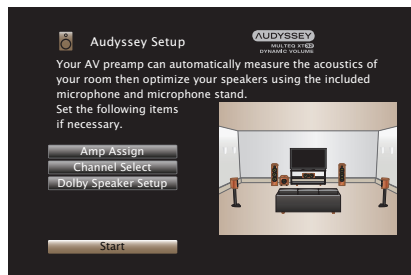 Audyssey Setup
AUDYSSEY
MULTEQ XT32
DYNAMIC VOLUME
Your AV preamp can automatically measure the acoustics of
your room then optimize your speakers using the included
microphone and microphone stand.
Set the following items
if necessary.
Amp Assign
Channel Select
Dolby Speaker Setup
Start